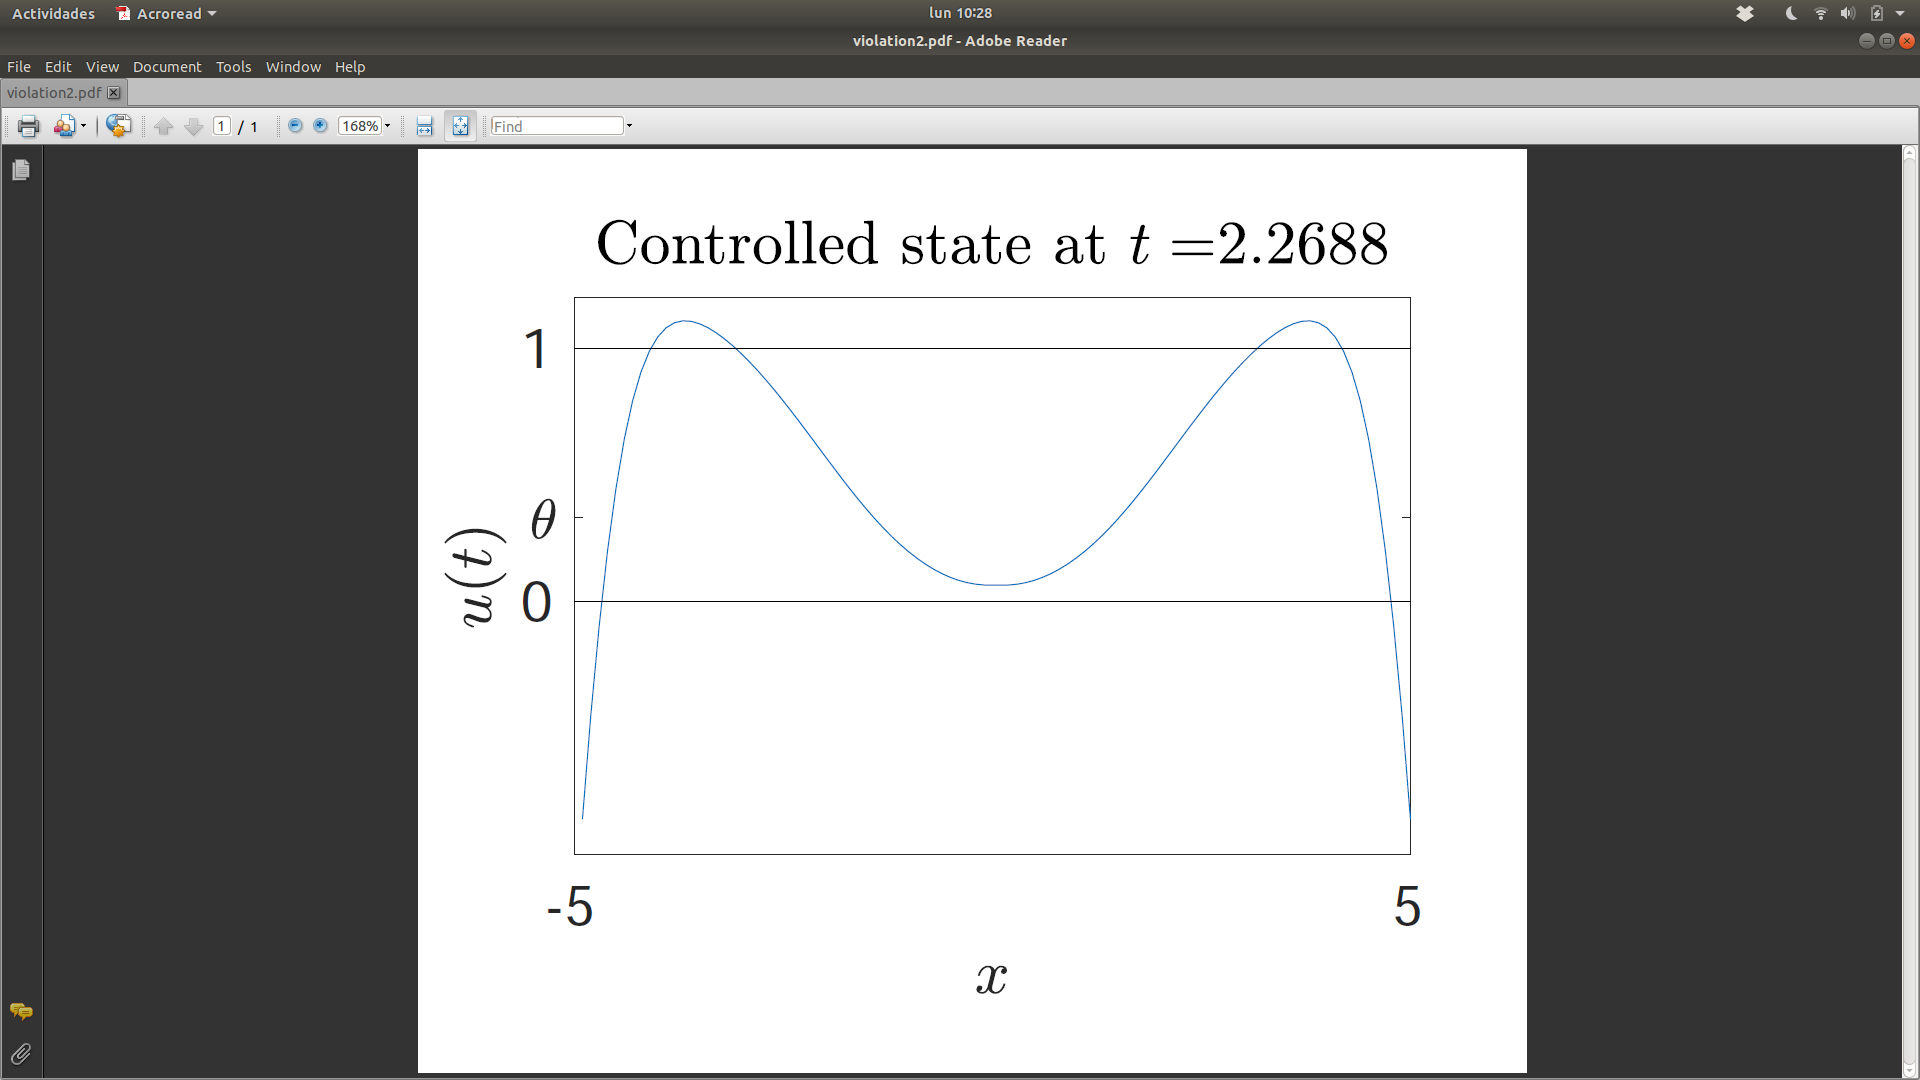 Actividades Acroread lun 10:28
violation2.pdf - Adobe Reader
File Edit View Document Tools Window Help
violation2.pdf
1 / 1 168% Find
Controlled state at t =2.2688
1
θ
0
u(t)
-5 5
x